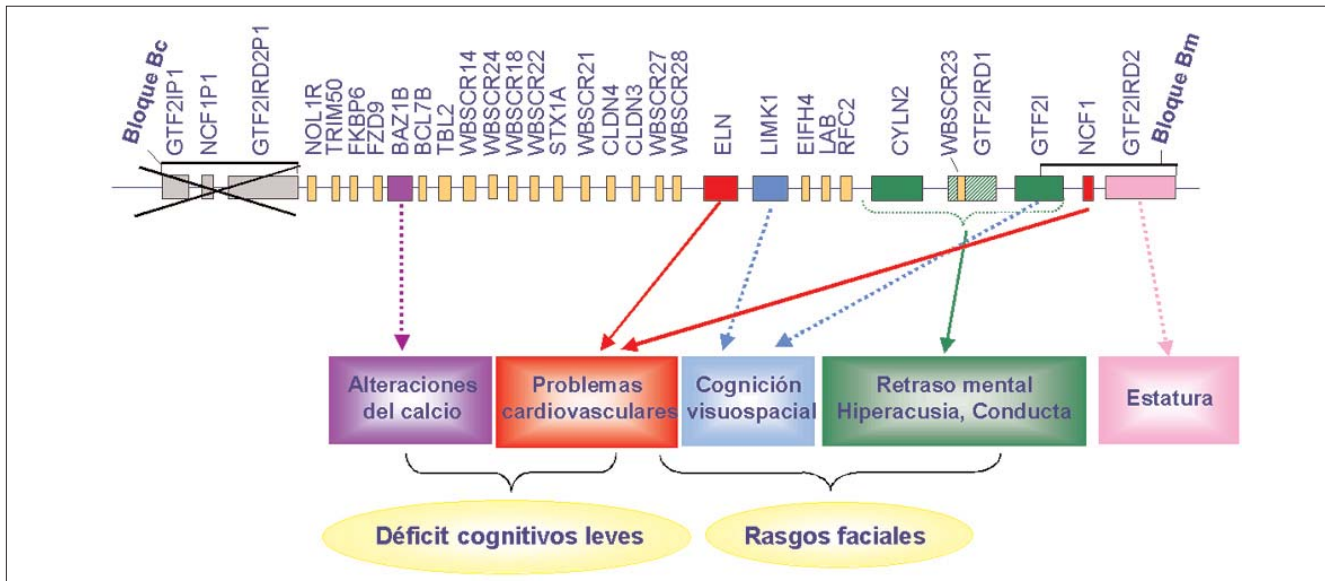 Bloque Bc
GTF2IP1
NCF1P1
GTF2IRD2P1
NOL1R
TRIM50
FKBP6
FZD9
BAZ1B
BCL7B
TBL2
WBSCR14
WBSCR24
WBSCR18
WBSCR22
STX1A
WBSCR21
CLDN4
CLDN3
WBSCR27
WBSCR28
ELN
LIMK1
EIFH4
LAB
RFC2
CYLN2
WBSCR23
GTF2IRD1
GTF2I
NCF1
GTF2IRD2
Bloque Bm
Alteraciones
del calcio
Problemas
cardiovasculares
Cognición
visuospacial
Retraso mental
Hiperacusia, Conducta
Estatura
Déficit cognitivos leves
Rasgos faciales